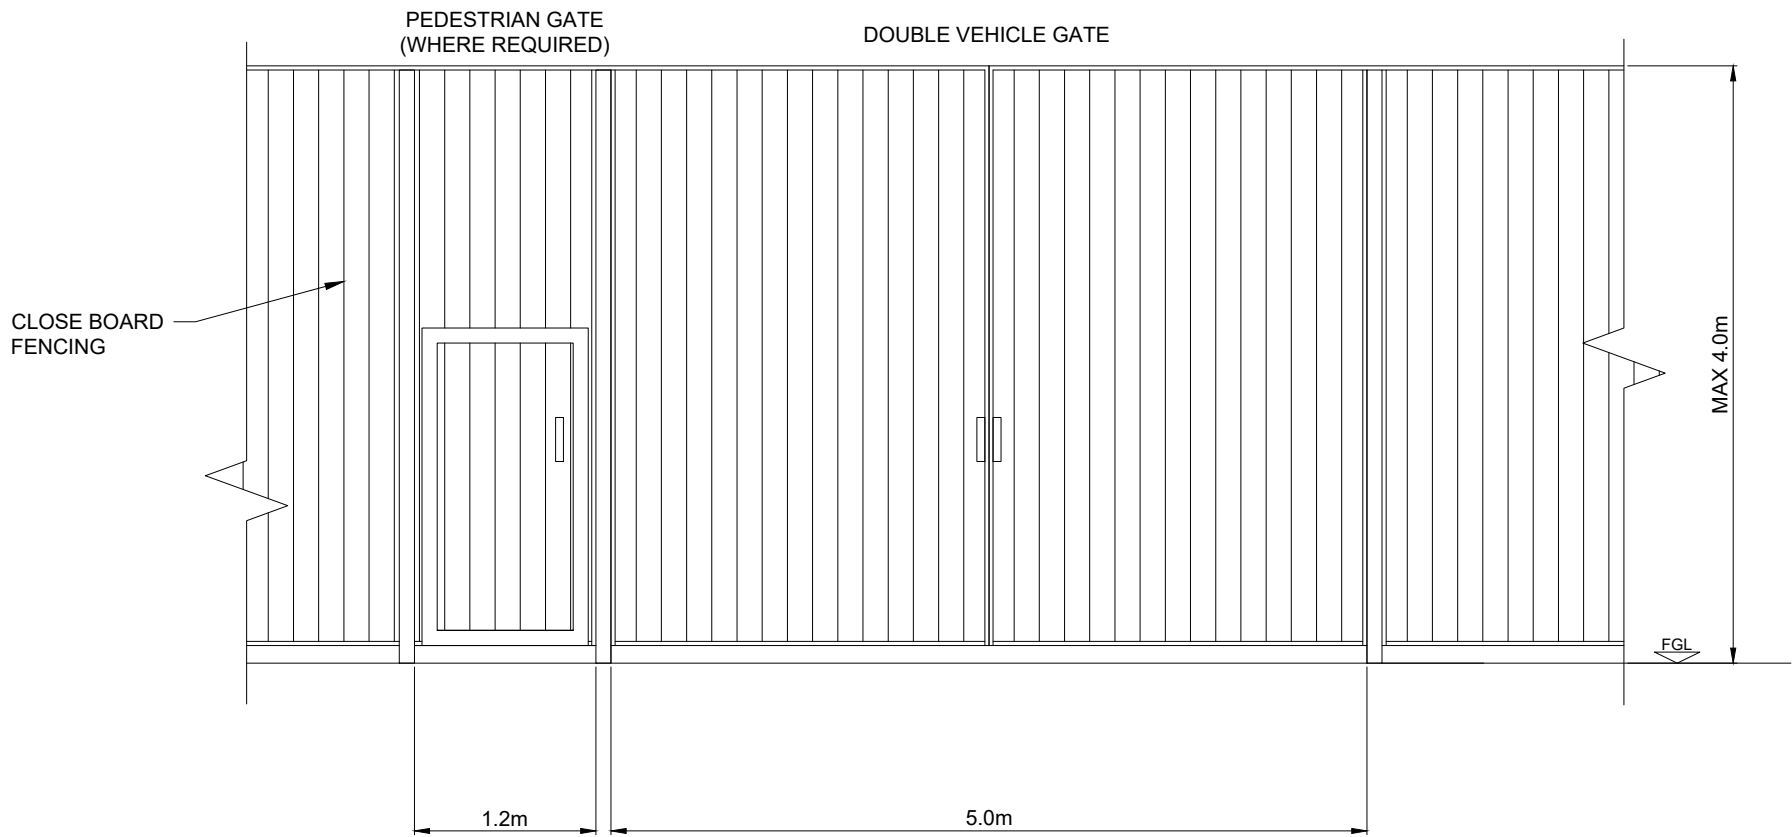 PEDESTRIAN GATE
(WHERE REQUIRED)
DOUBLE VEHICLE GATE
CLOSE BOARD
FENCING
MAX 4.0m
FGL
1.2m
5.0m